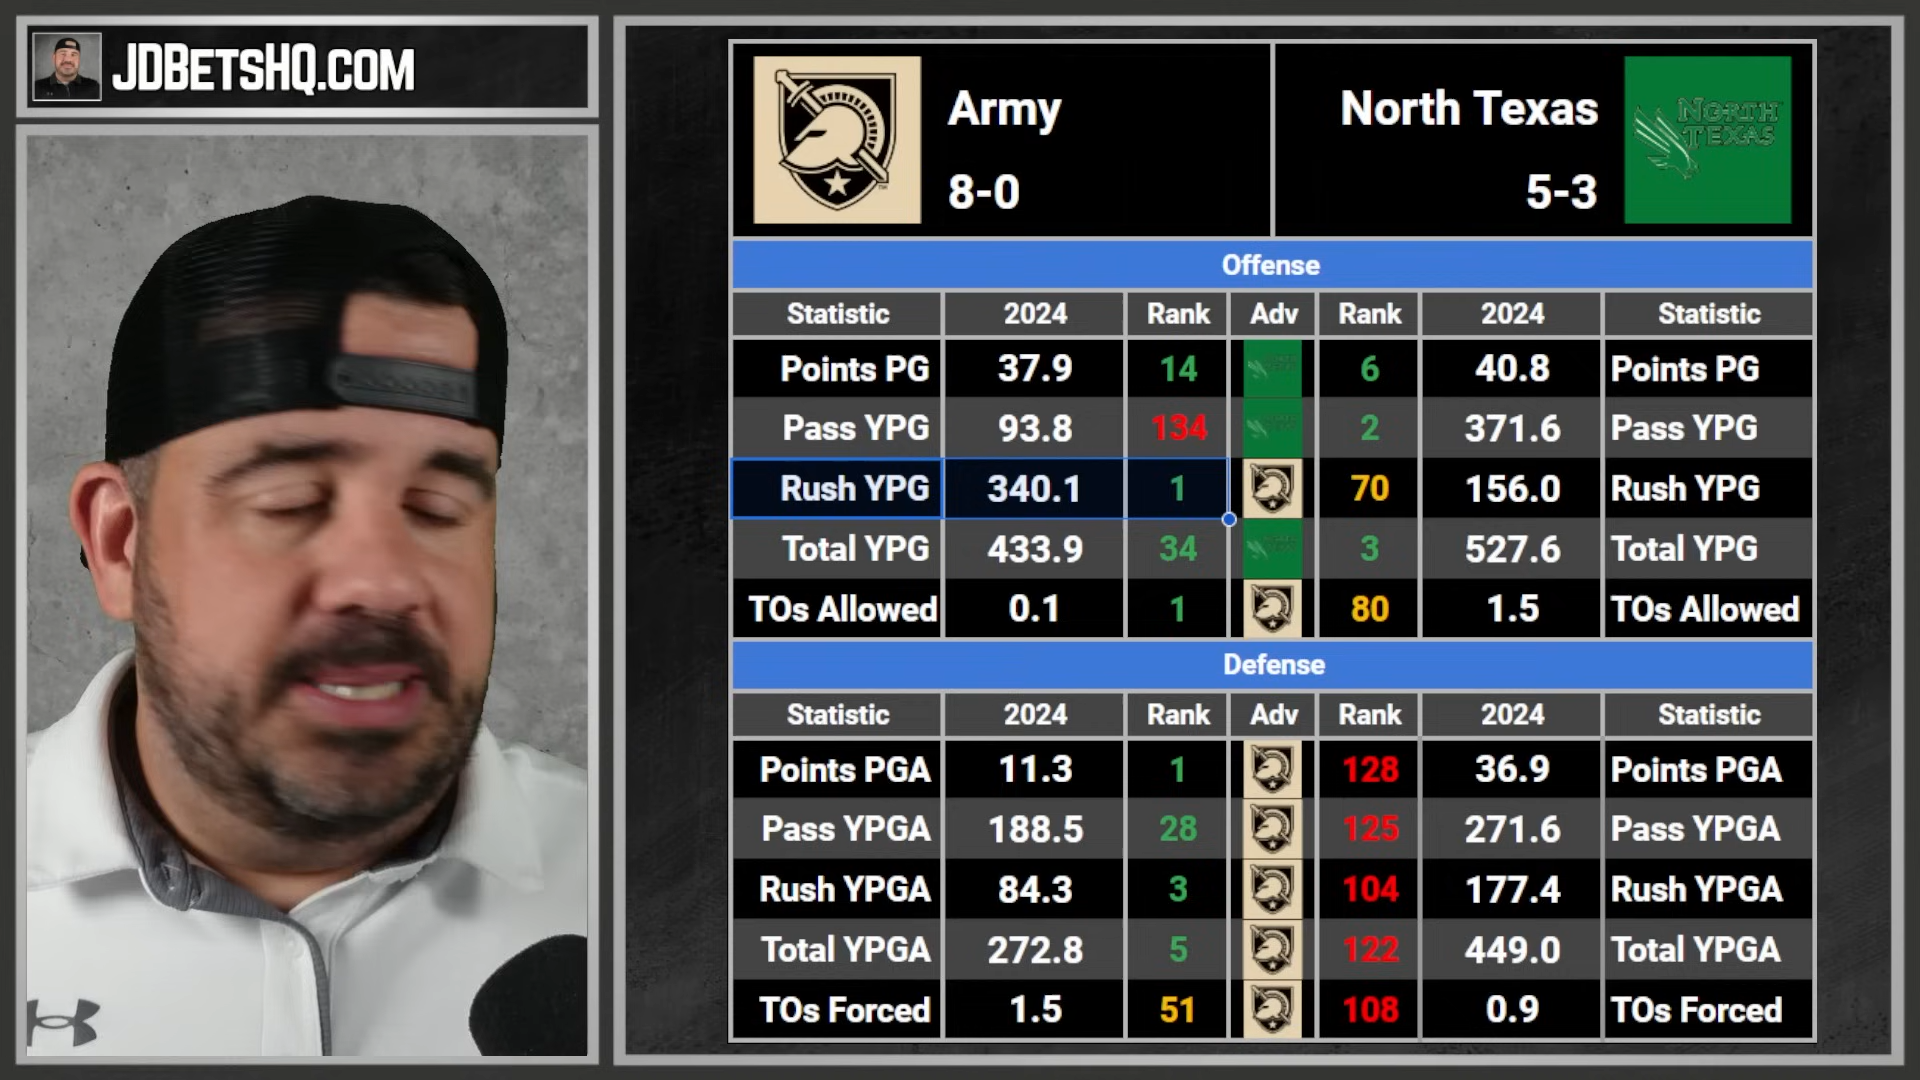 JDBETSHQ.COM
Army
8-0
North Texas
5-3
NORTH
TEXAS
Offense
Statistic 2024 Rank Adv Rank 2024 Statistic
Points PG 37.9 14 6 40.8 Points PG
Pass YPG 93.8 134 2 371.6 Pass YPG
Rush YPG 340.1 1 70 156.0 Rush YPG
Total YPG 433.9 34 3 527.6 Total YPG
TOs Allowed 0.1 1 80 1.5 TOs Allowed
Defense
Statistic 2024 Rank Adv Rank 2024 Statistic
Points PGA 11.3 1 128 36.9 Points PGA
Pass YPGA 188.5 28 125 271.6 Pass YPGA
Rush YPGA 84.3 3 104 177.4 Rush YPGA
Total YPGA 272.8 5 122 449.0 Total YPGA
TOs Forced 1.5 51 108 0.9 TOs Forced